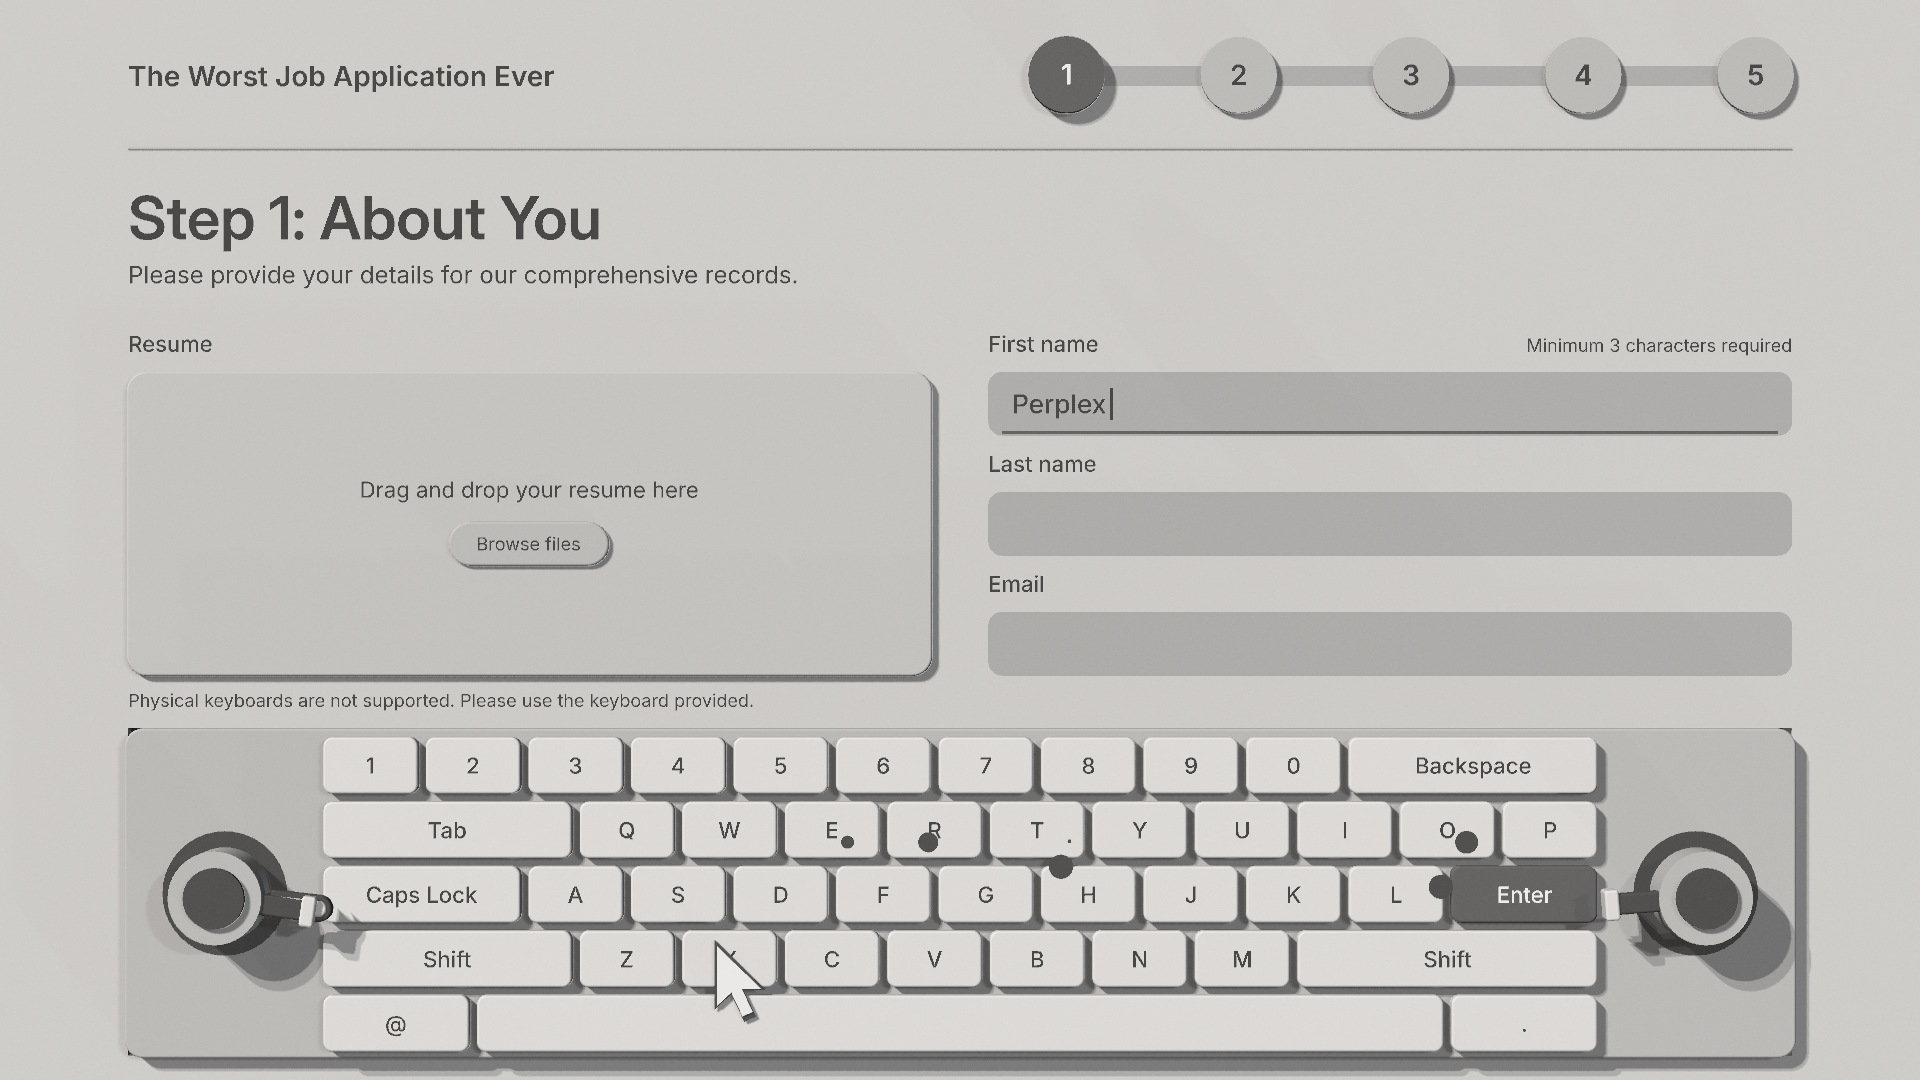 The Worst Job Application Ever
1 2 3 4 5
Step 1: About You
Please provide your details for our comprehensive records.
Resume
Drag and drop your resume here
Browse files
First name
Minimum 3 characters required
Perplex
Last name
Email
Physical keyboards are not supported. Please use the keyboard provided.
1 2 3 4 5 6 7 8 9 0 Backspace
Tab Q W E R T Y U I O P
Caps Lock A S D F G H J K L Enter
Shift Z C V B N M Shift
@ .